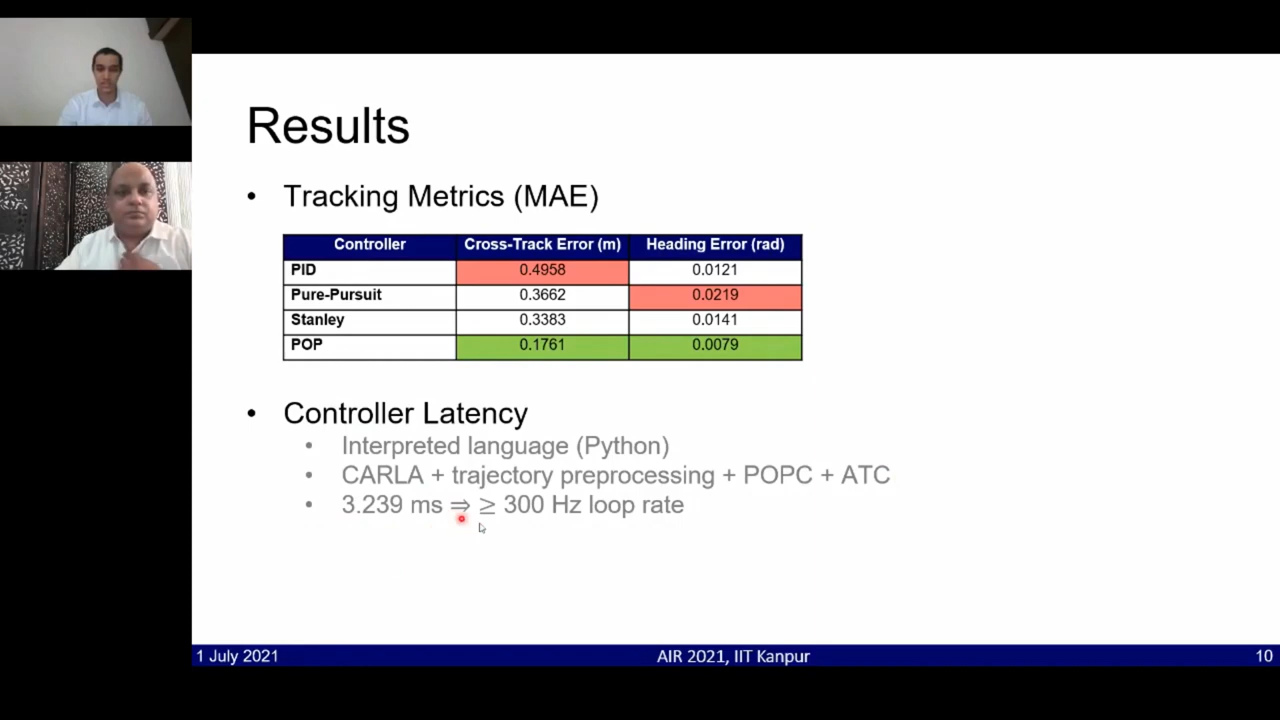 Results
• Tracking Metrics (MAE)
Controller Cross-Track Error (m) Heading Error (rad)
PID 0.4958 0.0121
Pure-Pursuit 0.3662 0.0219
Stanley 0.3383 0.0141
POP 0.1761 0.0079
• Controller Latency
• Interpreted language (Python)
• CARLA + trajectory preprocessing + POPC + ATC
• 3.239 ms ⇒ ≥ 300 Hz loop rate
1 July 2021 AIR 2021, IIT Kanpur 10